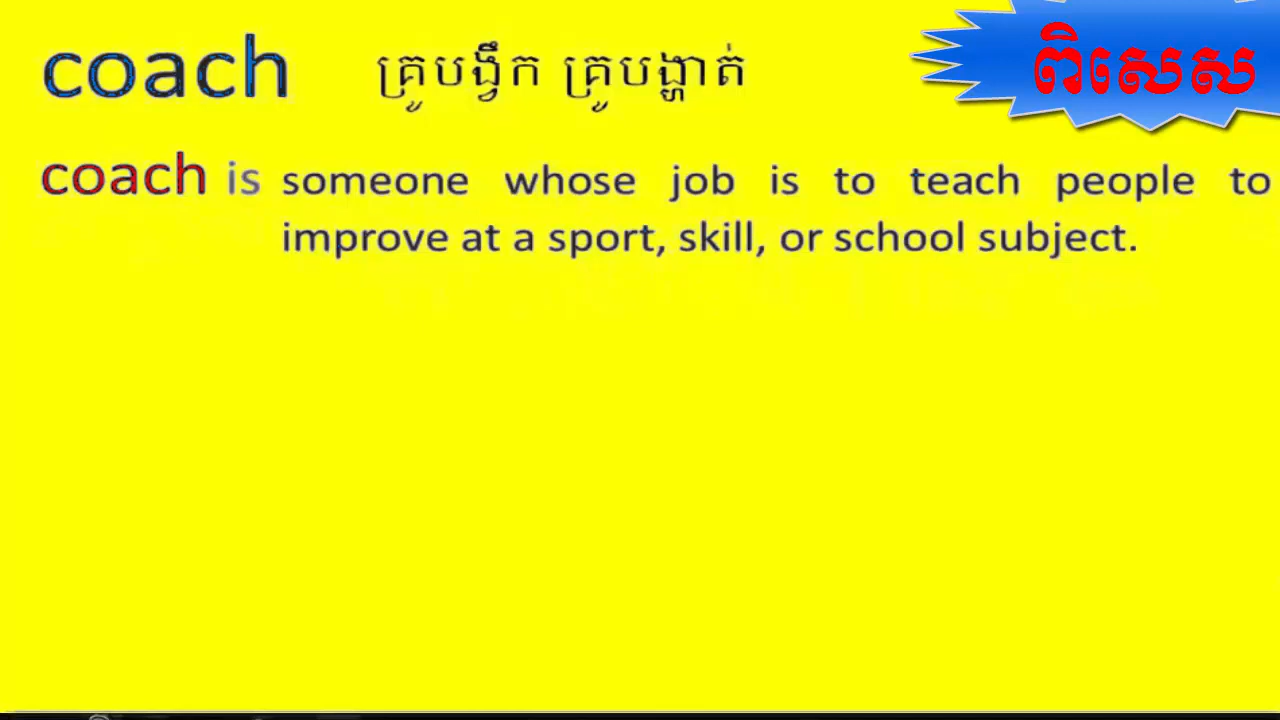 coach គ្រូបង្វឹក គ្រូបង្ហាត់
ពិសេស
coach is someone whose job is to teach people to
improve at a sport, skill, or school subject.